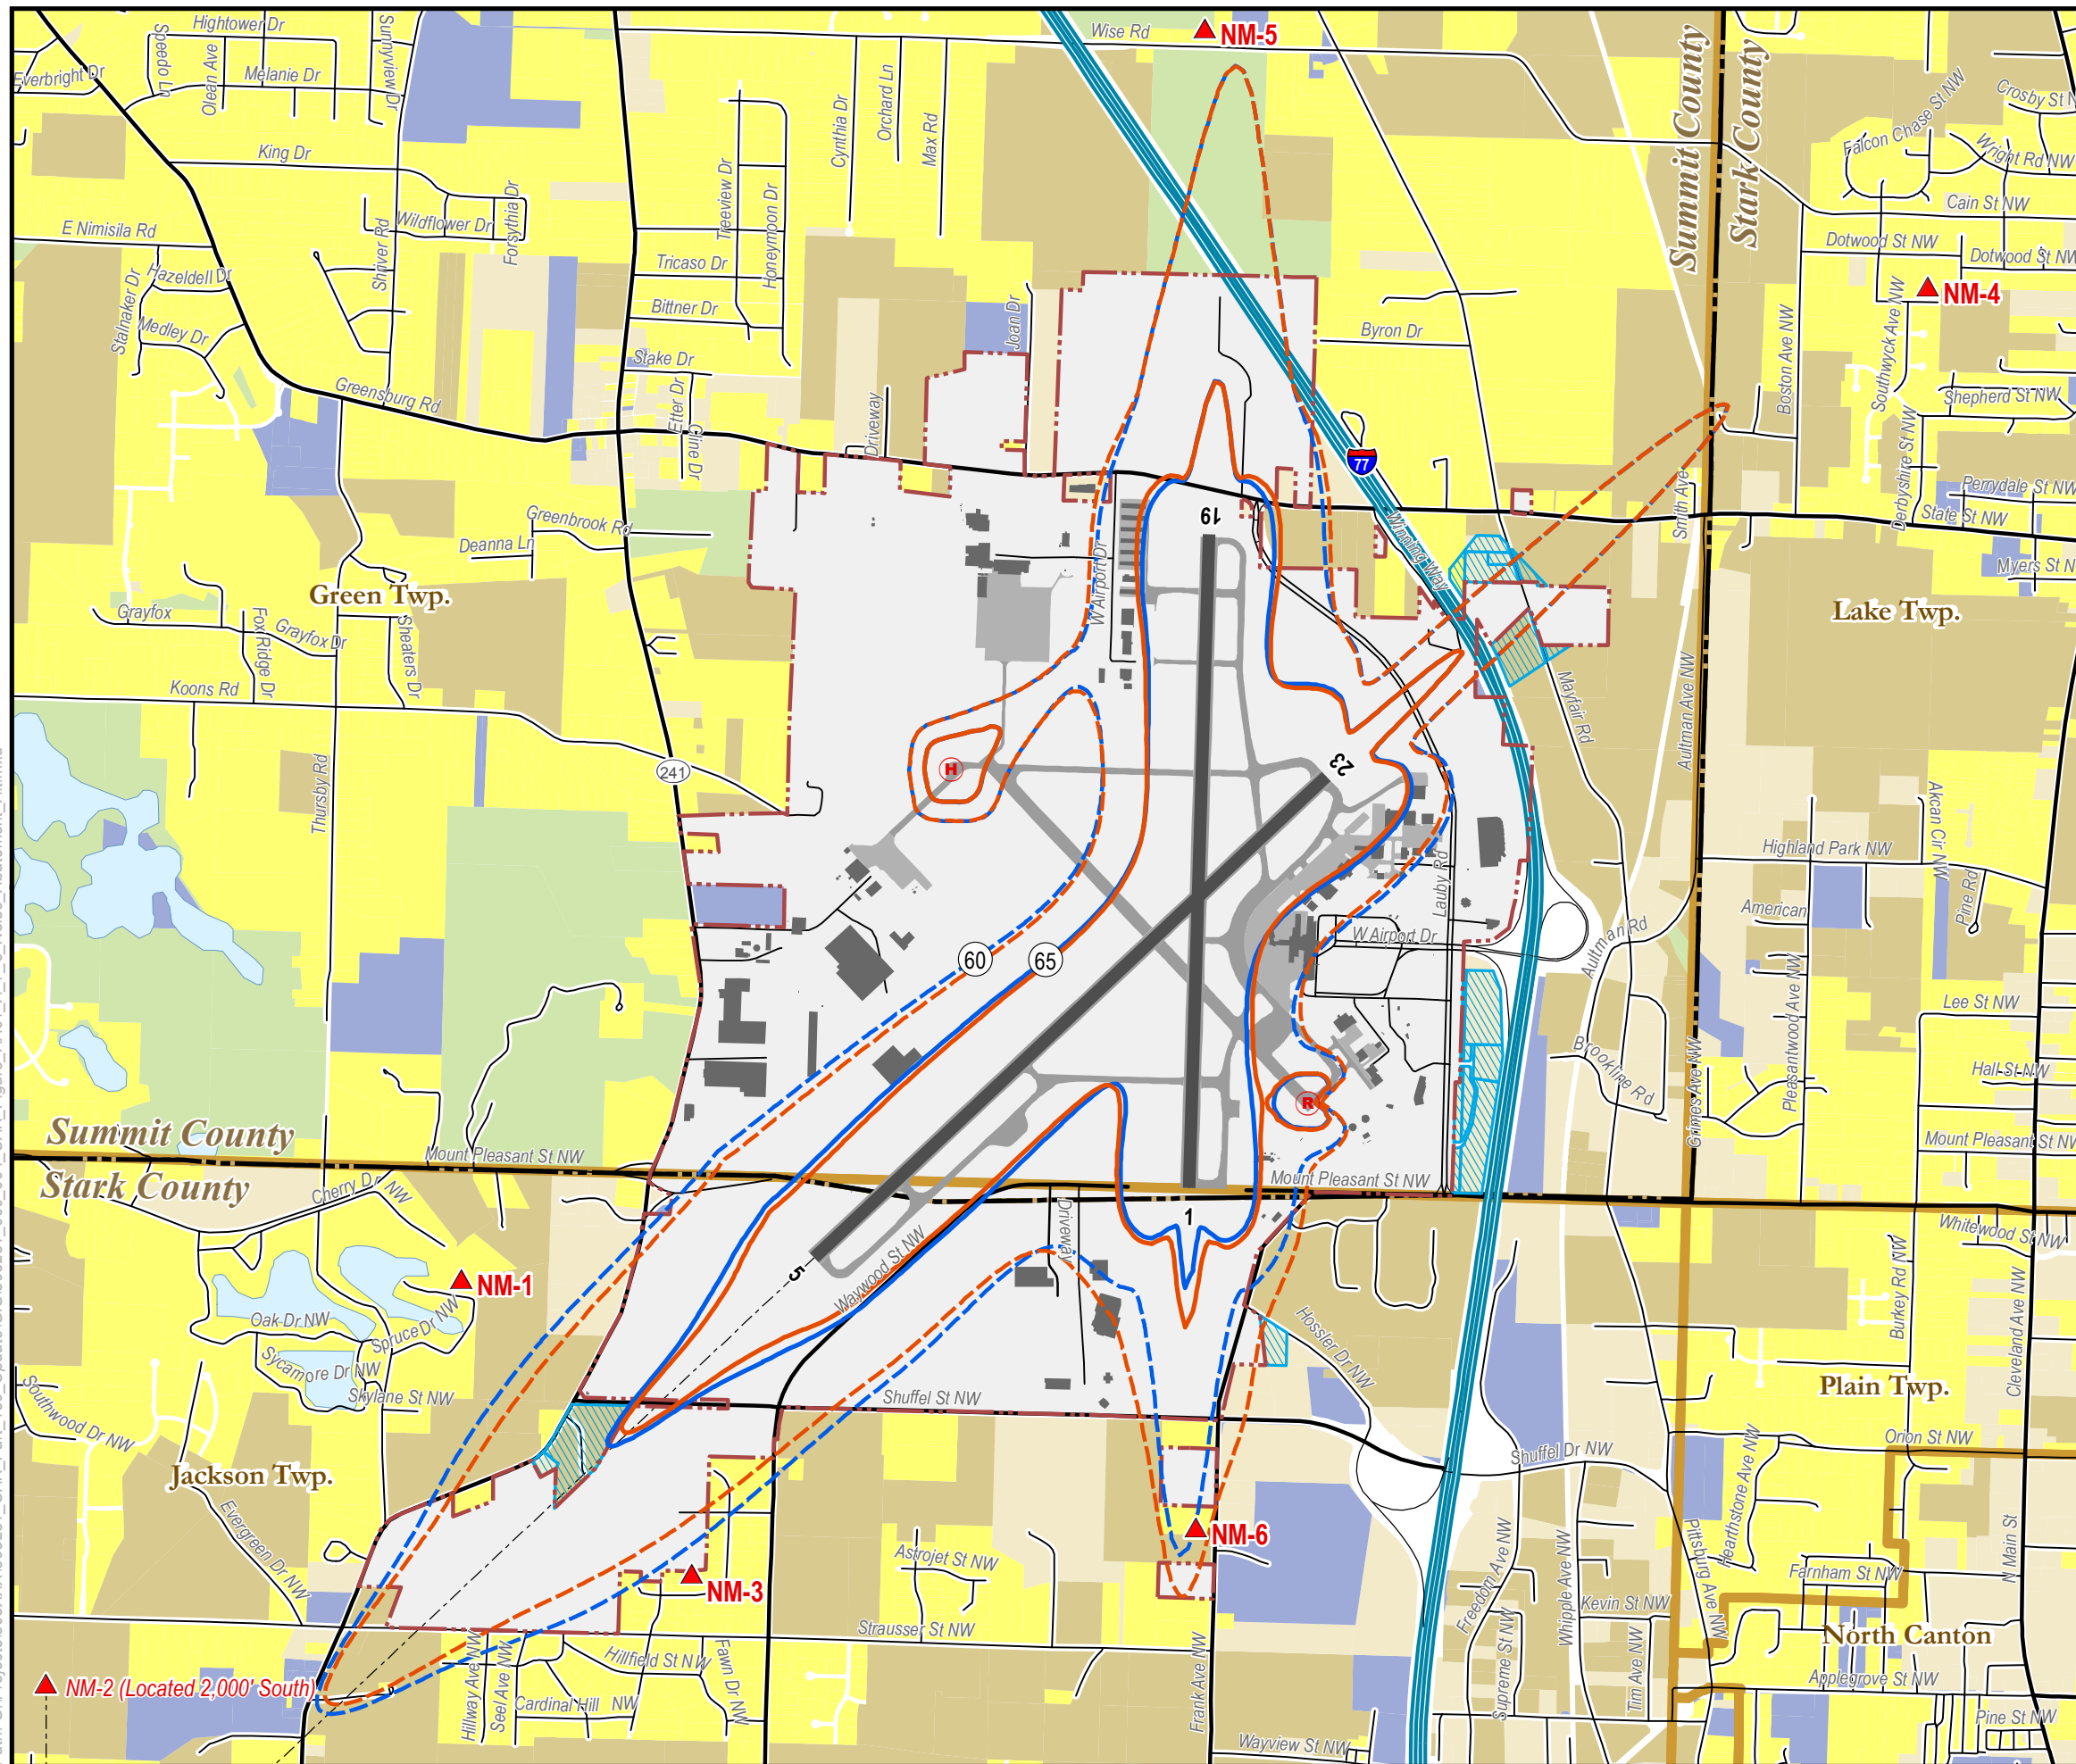 Hightower Dr
Speedo Ln
Olean Ave
Sunnyview Dr
Everbright Dr
Melanie Dr
King Dr
Wildflower Dr
Forsythia Dr
Shriver Rd
E Nimisila Rd
Hazeldell Dr
Stalnaker Dr
Medley Dr
Greensburg Rd
Treeview Dr
Honeymoon Dr
Tricaso Dr
Bittner Dr
Stake Dr
Etter Dr
Cline Dr
Cynthia Dr
Orchard Ln
Max Rd
Wise Rd
NM-5
Joan Dr
Driveway
Byron Dr
77
Summit County
Stark County
Falcon Chase St NW
Crosby St N
Wright Rd NW
Cain St NW
Dotwood St NW
Dotwood St NW
NM-4
Boston Ave NW
Southwyck Ave NW
Shepherd St NW
Derbyshire St NW
Perrydale St NW
State St NW
Myers St N
Smith Ave
Lake Twp.
Greenbrook Rd
Deanna Ln
Green Twp.
Grayfox
Grayfox Dr
Fox Ridge Dr
Sheaters Dr
Koons Rd
Thursby Rd
241
W Airport Dr
19
Winning Way
Mayfair Rd
Aultman Ave NW
H
23
Lauby Rd
W Airport Dr
60
65
Aultman Rd
Highland Park NW
American
Akcan Cir NW
Pine Rd
Pleasantwood Ave NW
Lee St NW
Hall St NW
Brookline Rd
Grimes Ave NW
Mount Pleasant St NW
R
Summit County
Stark County
Mount Pleasant St NW
Mount Pleasant St NW
Cherry Dr NW
NM-1
Oak Dr NW
Spruce Dr NW
Sycamore Dr NW
Skylane St NW
Southwood Dr NW
Jackson Twp.
Evergreen Dr NW
5
Waywood St NW
Driveway
1
Shuffel St NW
Hossler Dr NW
Shuffel Dr NW
Whitewood St NW
Burkey Rd NW
Cleveland Ave NW
Plain Twp.
Orion St NW
Hearthstone Ave NW
Pittsburg Ave NW
N Main St
Farnham St NW
Kevin St NW
Freedom Ave NW
Whipple Ave NW
Supreme St NW
Tim Ave NW
North Canton
Applegrove St NW
Pine St NW
NM-6
NM-3
Astrojet St NW
Strausser St NW
Frank Ave NW
Wayview St NW
NM-2 (Located 2,000' South)
Hillway Ave NW
Seel Ave NW
Hillfield St NW
Cardinal Hill NW
Fawn Dr NW